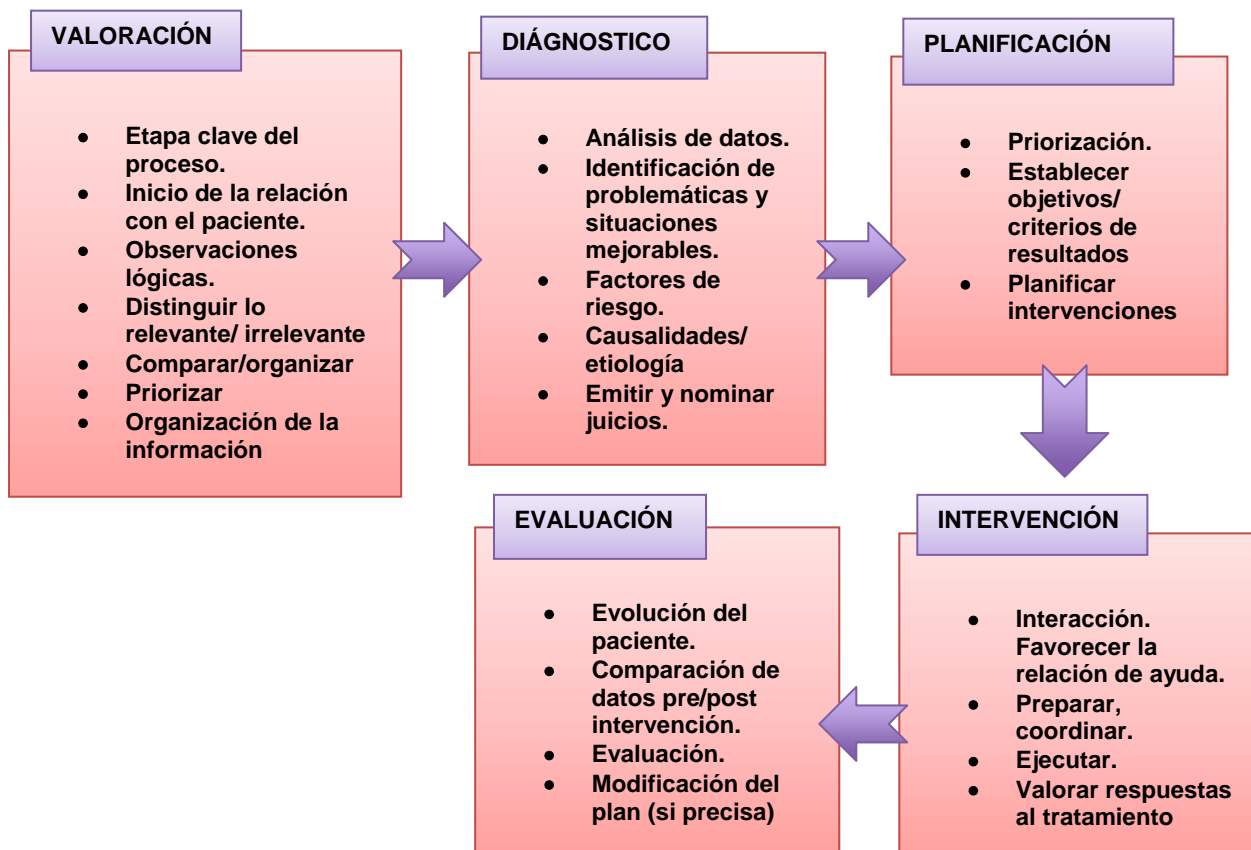 VALORACIÓN
● Etapa clave del
proceso.
● Inicio de la relación
con el paciente.
● Observaciones
lógicas.
● Distinguir lo
relevante/ irrelevante
● Comparar/organizar
● Priorizar
● Organización de la
información
DIÁGNOSTICO
● Análisis de datos.
● Identificación de
problemáticas y
situaciones
mejorables.
● Factores de
riesgo.
● Causalidades/
etiología
● Emitir y nominar
juicios.
PLANIFICACIÓN
● Priorización.
● Establecer
objetivos/
criterios de
resultados
● Planificar
intervenciones
INTERVENCIÓN
● Interacción.
Favorecer la
relación de ayuda.
● Preparar,
coordinar.
● Ejecutar.
● Valorar respuestas
al tratamiento
EVALUACIÓN
● Evolución del
paciente.
● Comparación de
datos pre/post
intervención.
● Evaluación.
● Modificación del
plan (si precisa)